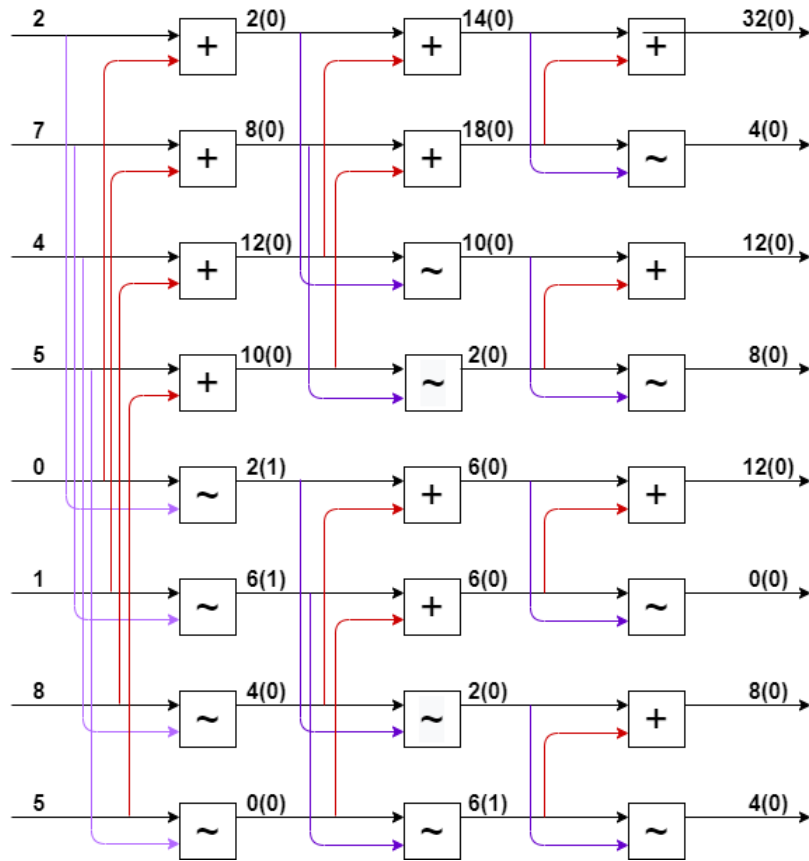 2 + 2(0) + 14(0) + 32(0)
7 + 8(0) + 18(0) ~ 4(0)
4 + 12(0) ~ 10(0) + 12(0)
5 + 10(0) ~ 2(0) ~ 8(0)
0 ~ 2(1) + 6(0) + 12(0)
1 ~ 6(1) + 6(0) ~ 0(0)
8 ~ 4(0) ~ 2(0) + 8(0)
5 ~ 0(0) ~ 6(1) ~ 4(0)